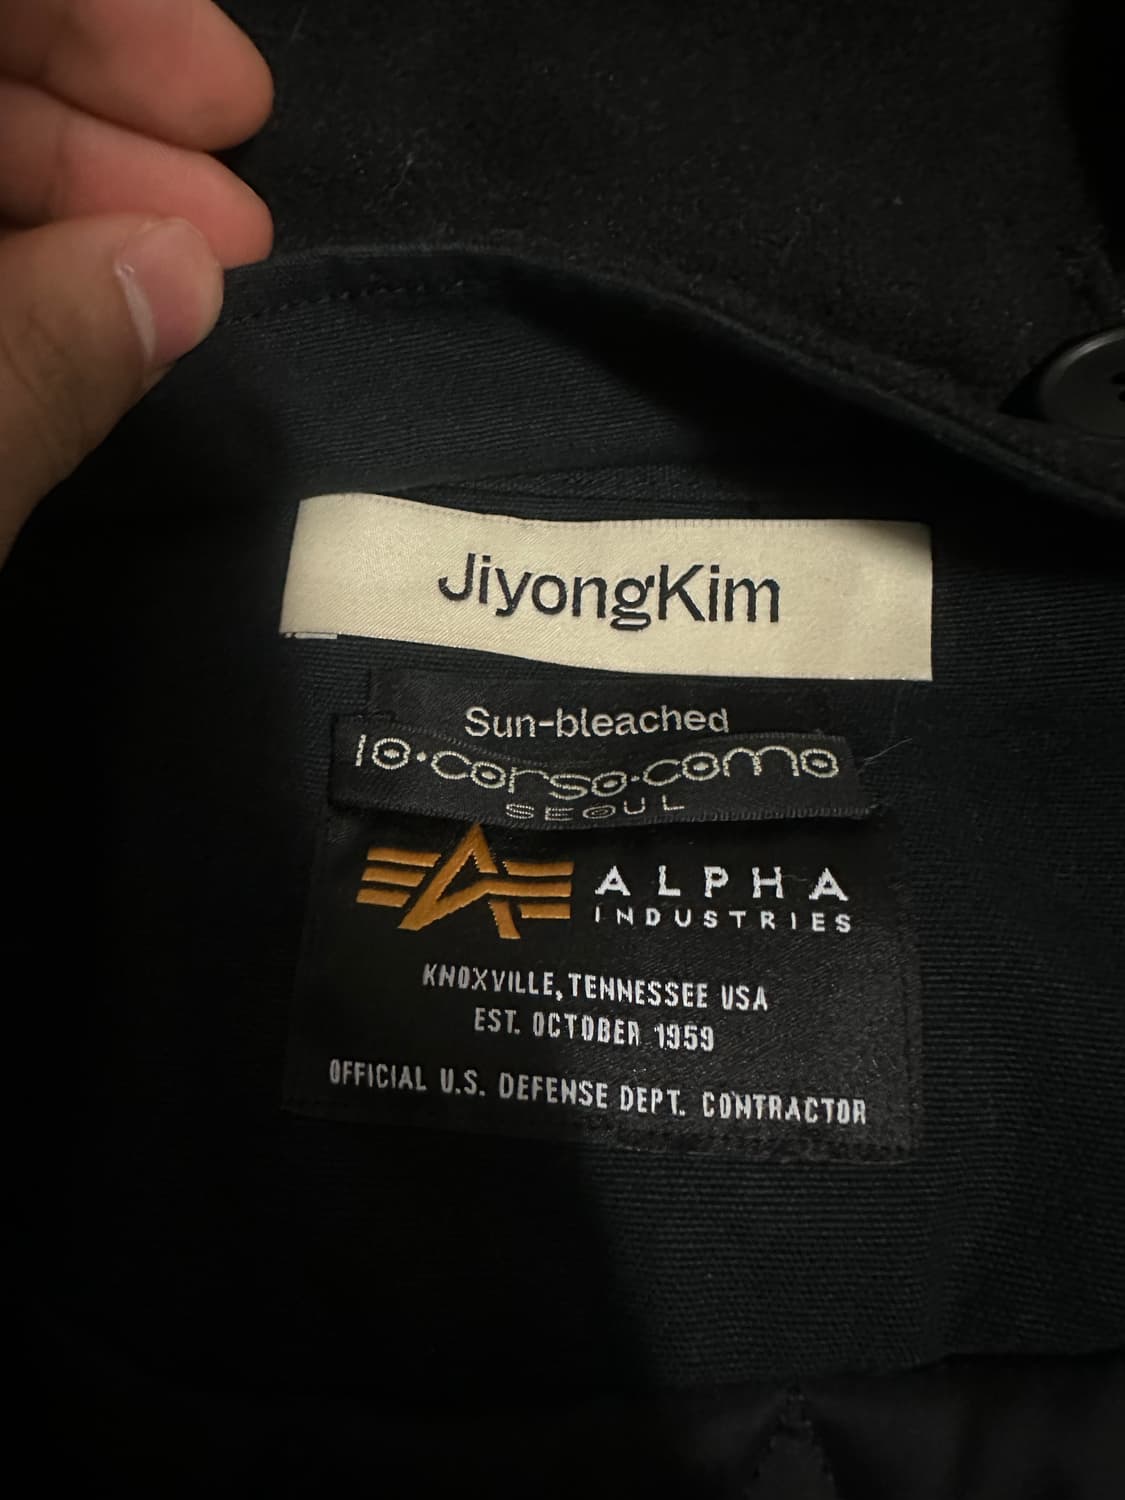 JiyongKim
Sun-bleached
10·corso·como
SEOUL
ALPHA
INDUSTRIES
KNOXVILLE, TENNESSEE USA
EST. OCTOBER 1959
OFFICIAL U.S. DEFENSE DEPT. CONTRACTOR